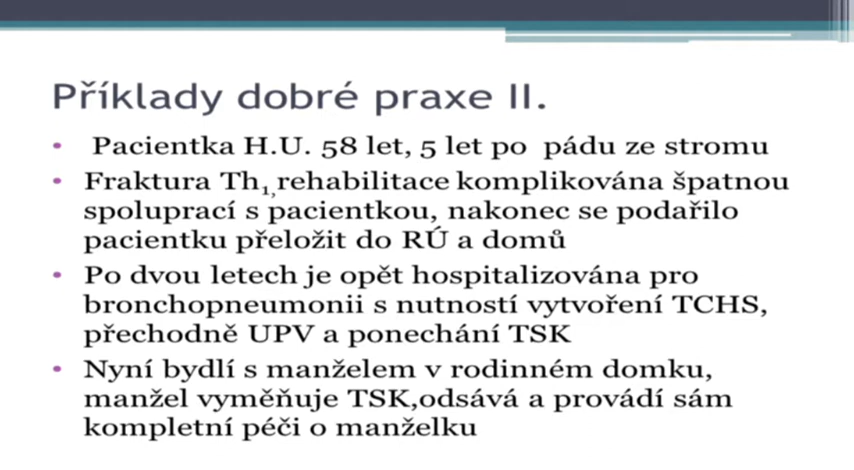 Příklady dobré praxe II.
• Pacientka H.U. 58 let, 5 let po pádu ze stromu
• Fraktura Th₁,rehabilitace komplikována špatnou
spoluprací s pacientkou, nakonec se podařilo
pacientku přeložit do RÚ a domů
• Po dvou letech je opět hospitalizována pro
bronchopneumonii s nutností vytvoření TCHS,
přechodně UPV a ponechání TSK
• Nyní bydlí s manželem v rodinném domku,
manžel vyměňuje TSK,odsává a provádí sám
kompletní péči o manželku